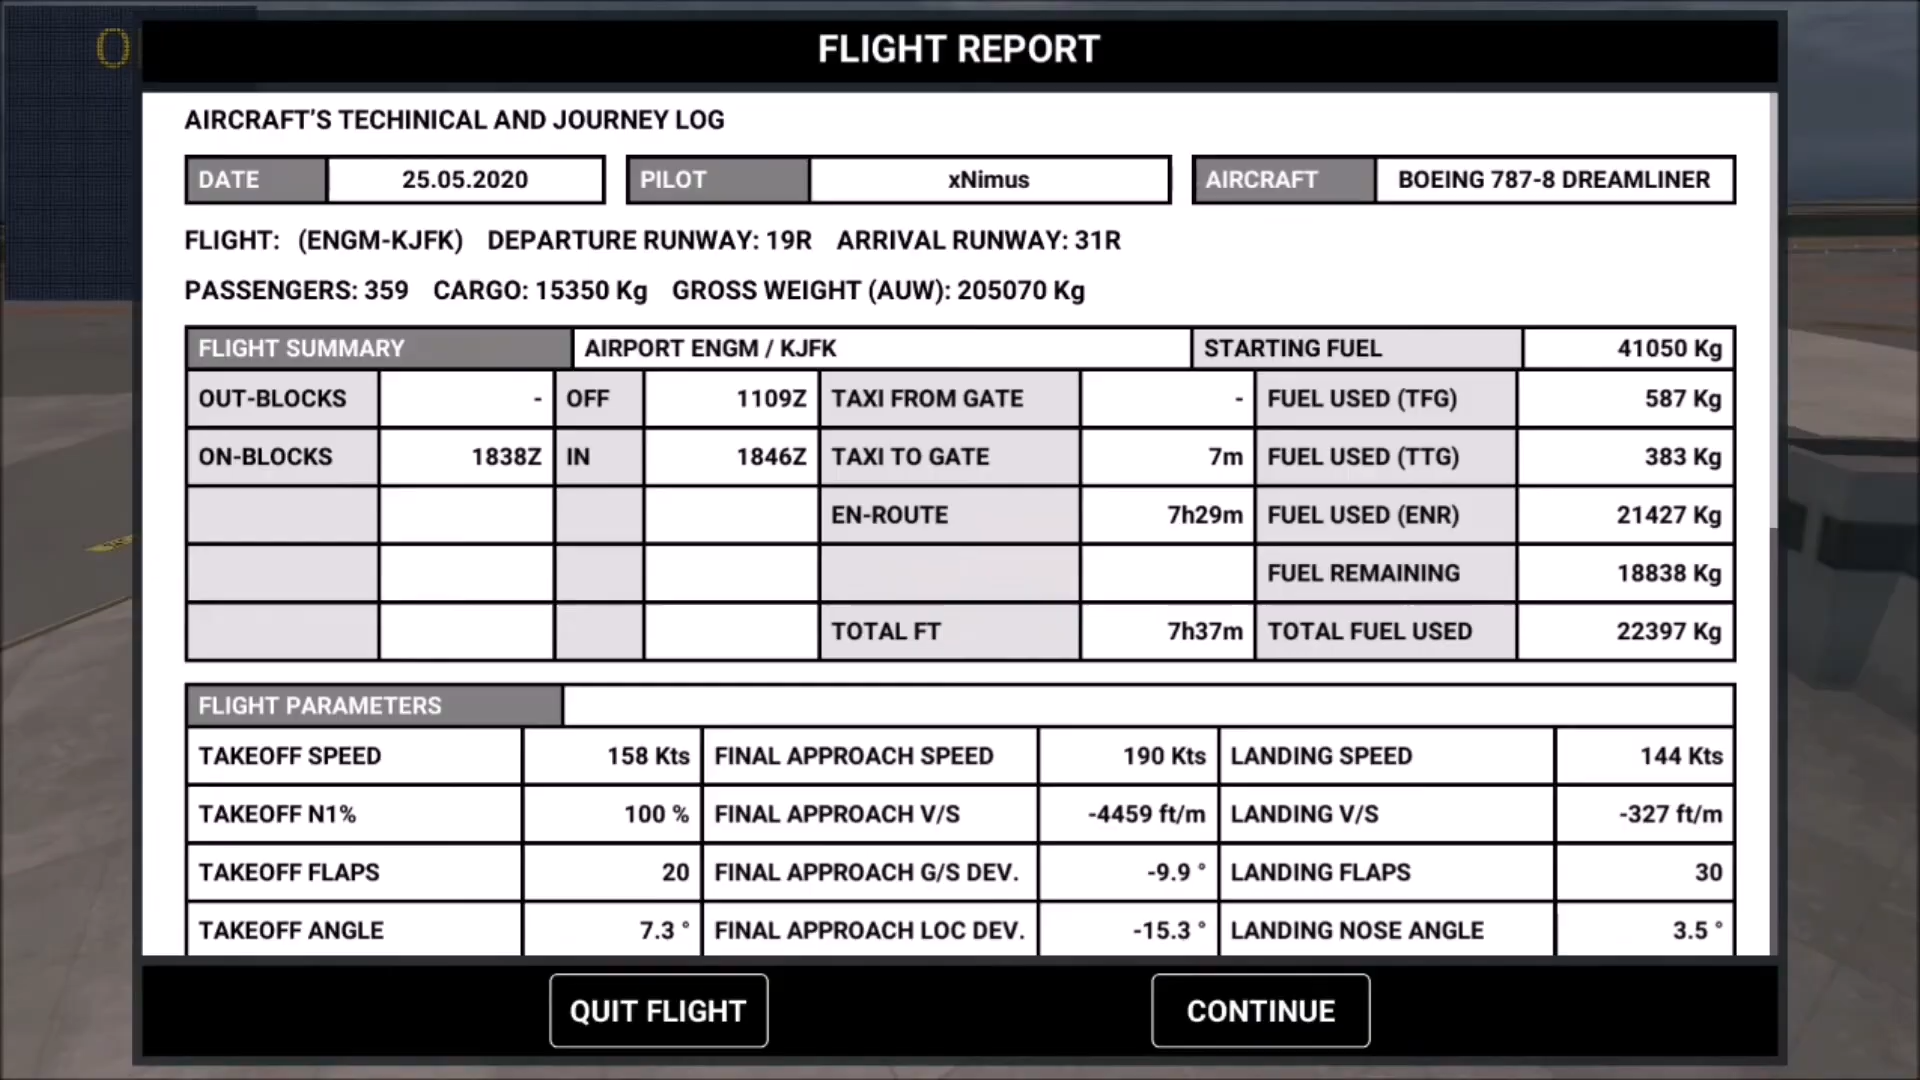 FLIGHT REPORT
AIRCRAFT'S TECHINICAL AND JOURNEY LOG
DATE 25.05.2020 PILOT xNimus AIRCRAFT BOEING 787-8 DREAMLINER
FLIGHT: (ENGM-KJFK) DEPARTURE RUNWAY: 19R ARRIVAL RUNWAY: 31R
PASSENGERS: 359 CARGO: 15350 Kg GROSS WEIGHT (AUW): 205070 Kg
FLIGHT SUMMARY AIRPORT ENGM / KJFK STARTING FUEL 41050 Kg
OUT-BLOCKS - OFF 1109Z TAXI FROM GATE - FUEL USED (TFG) 587 Kg
ON-BLOCKS 1838Z IN 1846Z TAXI TO GATE 7m FUEL USED (TTG) 383 Kg
EN-ROUTE 7h29m FUEL USED (ENR) 21427 Kg
FUEL REMAINING 18838 Kg
TOTAL FT 7h37m TOTAL FUEL USED 22397 Kg
FLIGHT PARAMETERS
TAKEOFF SPEED 158 Kts FINAL APPROACH SPEED 190 Kts LANDING SPEED 144 Kts
TAKEOFF N1% 100 % FINAL APPROACH V/S -4459 ft/m LANDING V/S -327 ft/m
TAKEOFF FLAPS 20 FINAL APPROACH G/S DEV. -9.9 ° LANDING FLAPS 30
TAKEOFF ANGLE 7.3 ° FINAL APPROACH LOC DEV. -15.3 ° LANDING NOSE ANGLE 3.5 °
QUIT FLIGHT CONTINUE